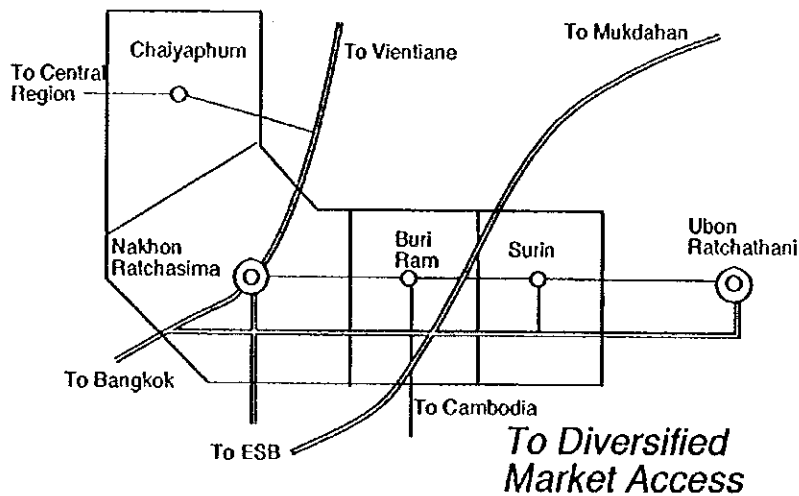 Chaiyaphum
To Vientiane
To Mukdahan
To Central
Region
Nakhon
Ratchasima
Buri
Ram
Surin
Ubon
Ratchathani
To Bangkok
To Cambodia
To ESB
To Diversified
Market Access